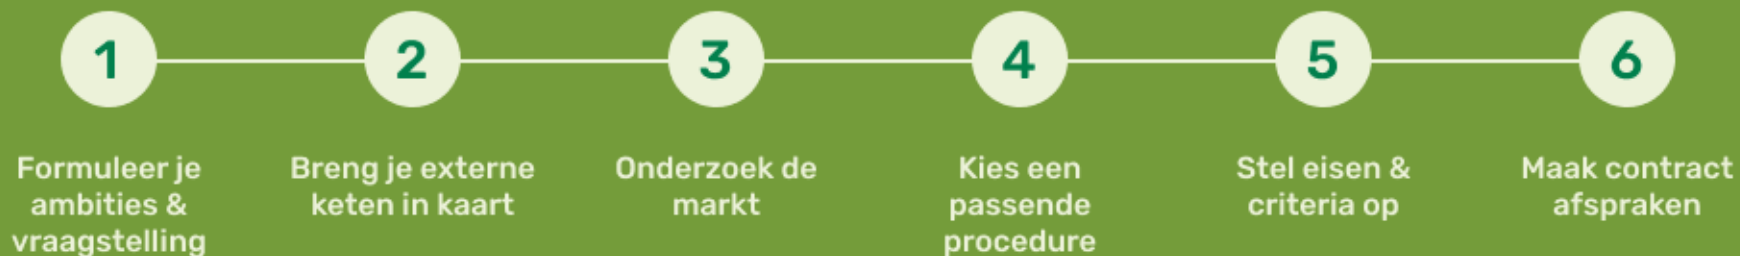 1
2
3
4
5
6
Formuleer je
ambities &
vraagstelling
Breng je externe
keten in kaart
Onderzoek de
markt
Kies een
passende
procedure
Stel eisen &
criteria op
Maak contract
afspraken